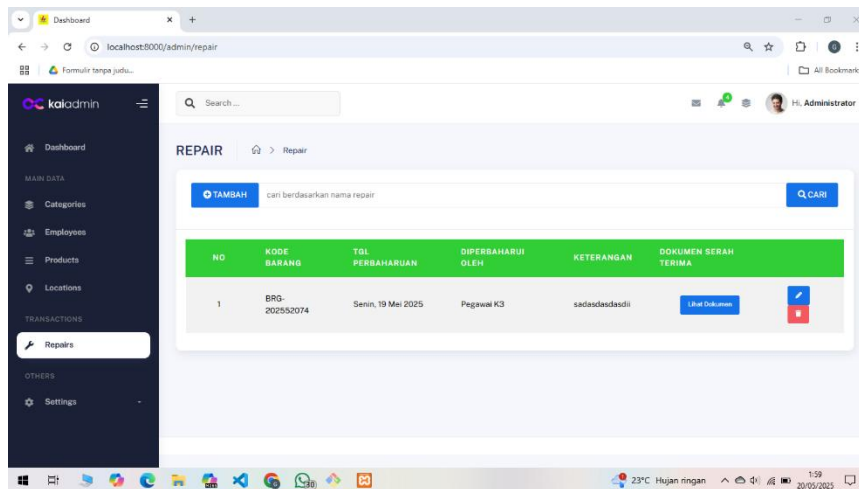 Dashboard
localhost:8000/admin/repair
G
Formulir tanpa judu...
All Bookmark
kaiadmin
Search ...
4
Hi, Administrator
Dashboard
REPAIR
Repair
MAIN DATA
TAMBAH
cari berdasarkan nama repair
CARI
Categories
Employees
Products
Locations
NO
KODE BARANG
TGL PERBAHARUAN
DIPERBAHARUI OLEH
KETERANGAN
DOKUMEN SERAH TERIMA
1
BRG-202552074
Senin, 19 Mei 2025
Pegawai K3
sadasdasdasdii
Lihat Dokumen
TRANSACTIONS
Repairs
OTHERS
Settings
23°C Hujan ringan
1:59
20/05/2025